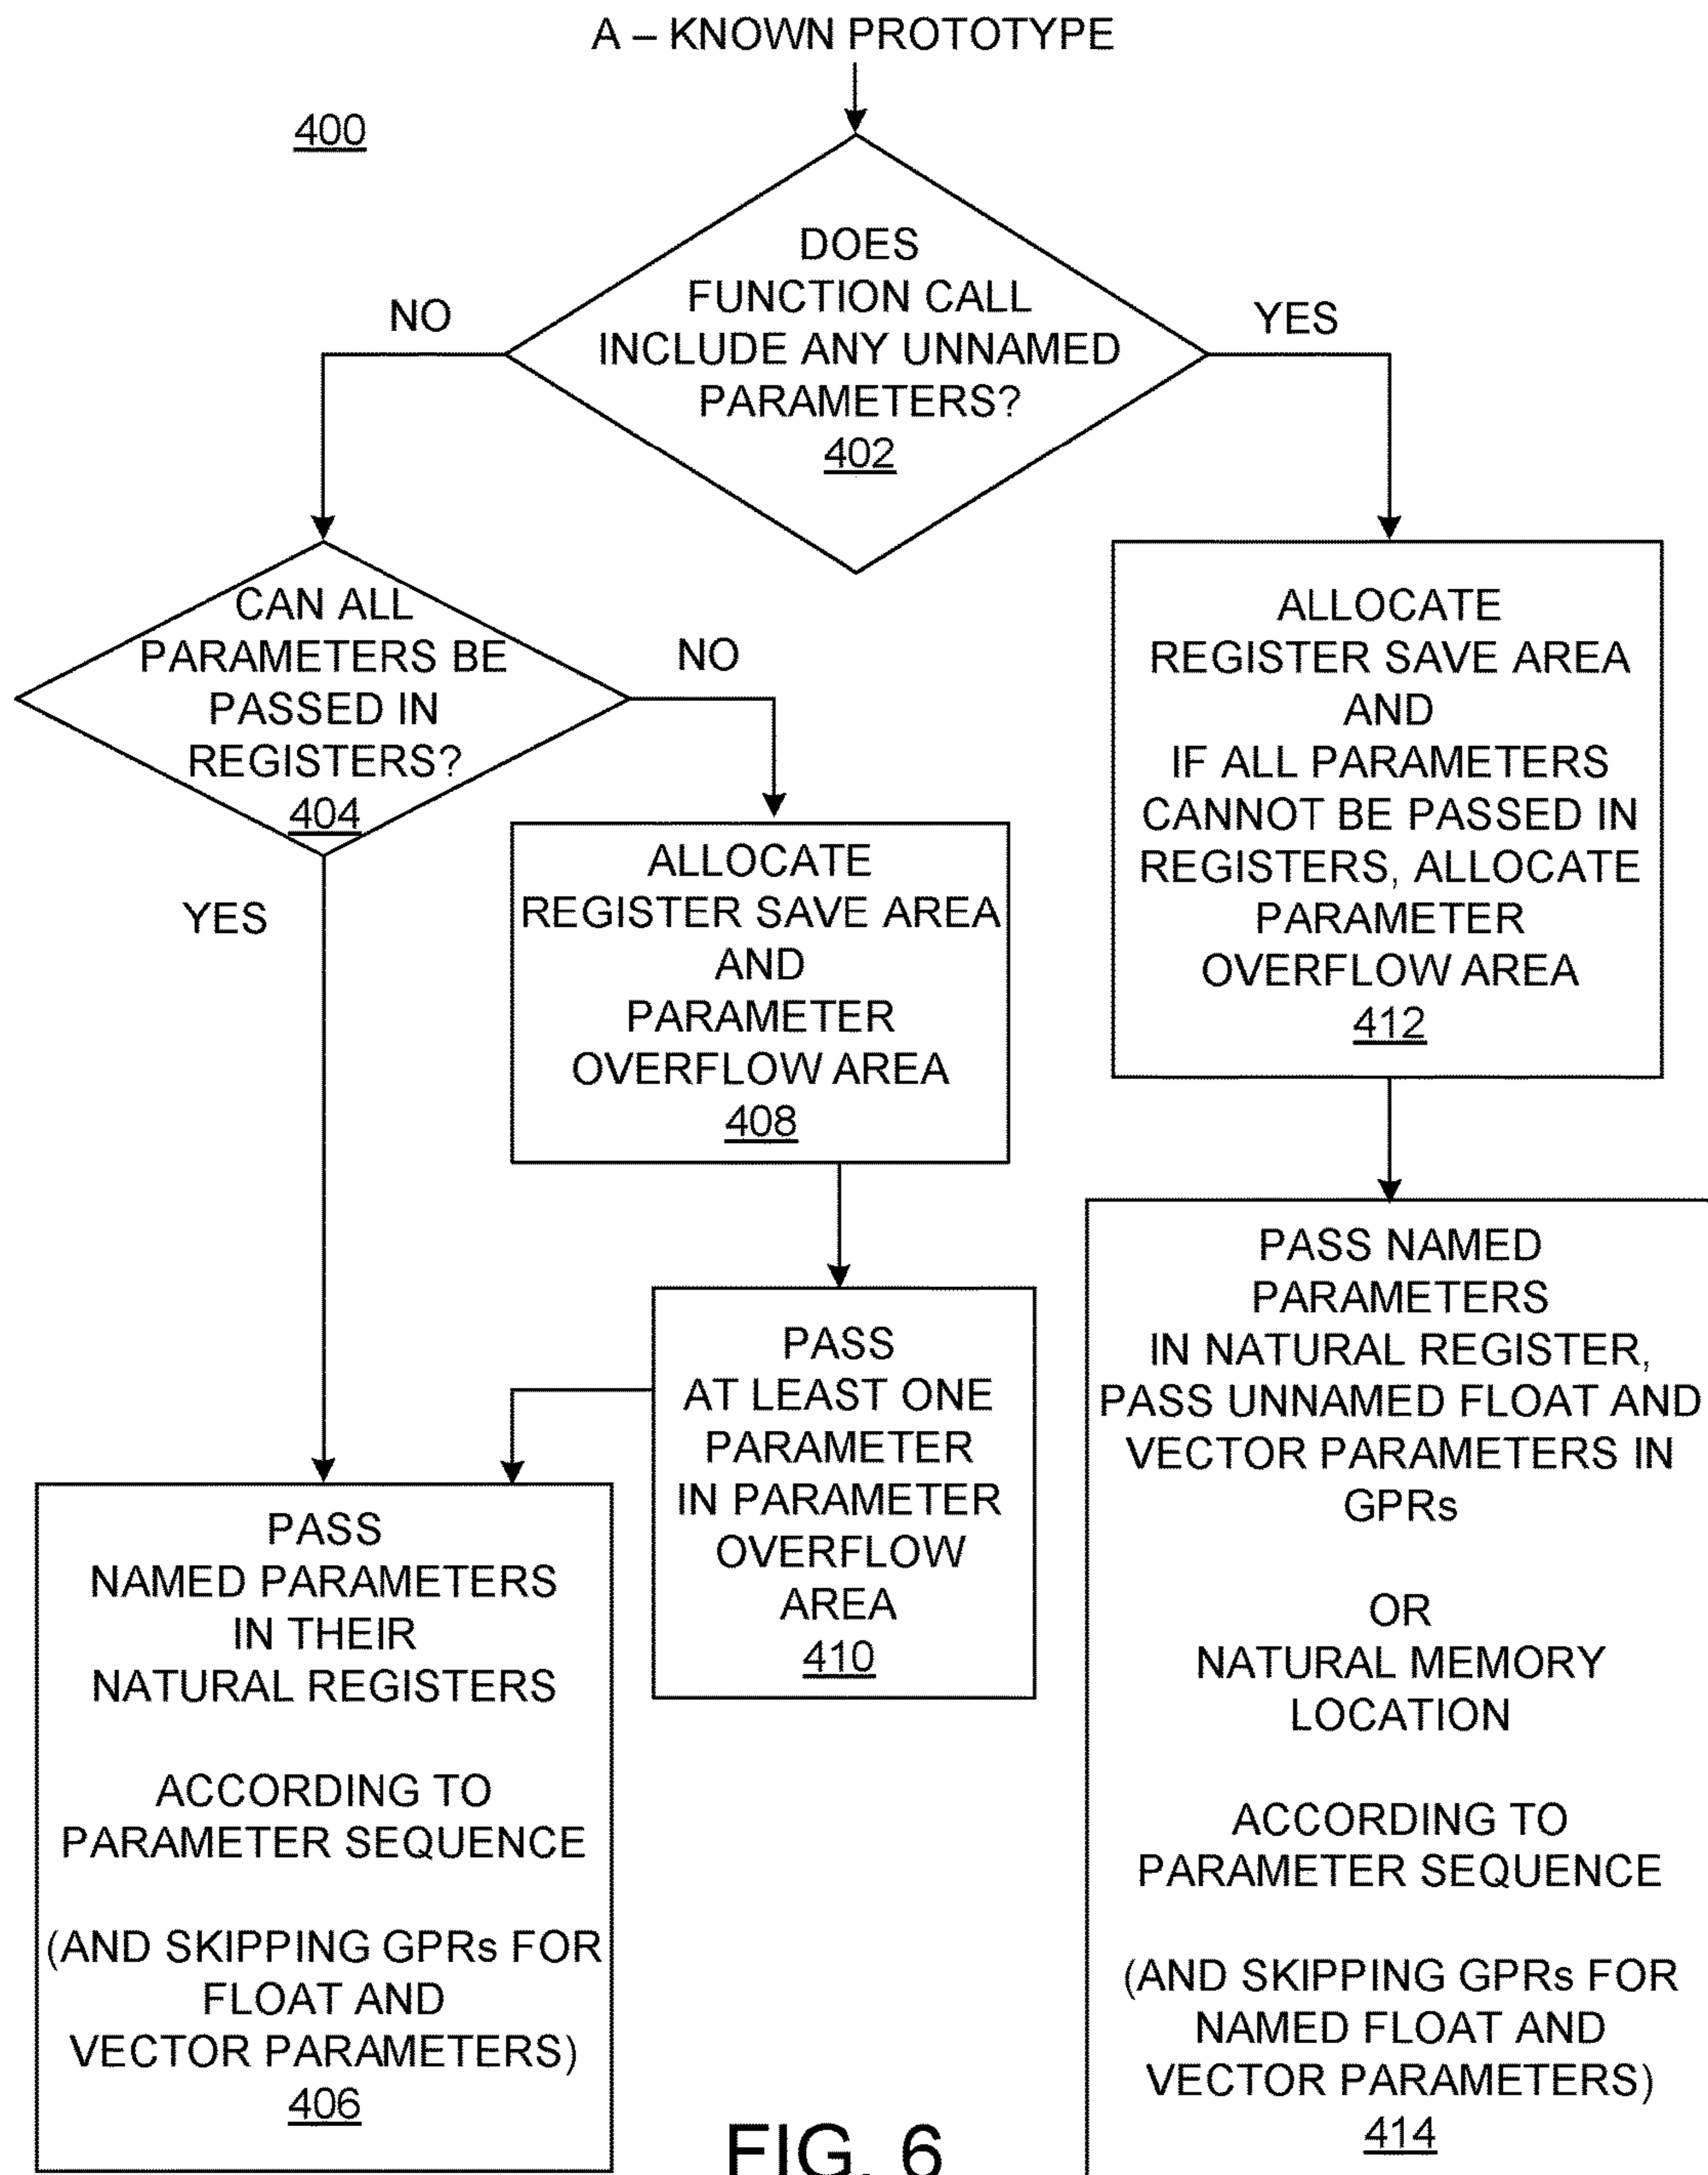 A – KNOWN PROTOTYPE
400
DOES
FUNCTION CALL
INCLUDE ANY UNNAMED
PARAMETERS?
402
NO
YES
CAN ALL
PARAMETERS BE
PASSED IN
REGISTERS?
404
NO
YES
ALLOCATE
REGISTER SAVE AREA
AND
PARAMETER
OVERFLOW AREA
408
ALLOCATE
REGISTER SAVE AREA
AND
IF ALL PARAMETERS
CANNOT BE PASSED IN
REGISTERS, ALLOCATE
PARAMETER
OVERFLOW AREA
412
PASS
AT LEAST ONE
PARAMETER
IN PARAMETER
OVERFLOW
AREA
410
PASS
NAMED PARAMETERS
IN THEIR
NATURAL REGISTERS
ACCORDING TO
PARAMETER SEQUENCE
(AND SKIPPING GPRs FOR
FLOAT AND
VECTOR PARAMETERS)
406
PASS NAMED
PARAMETERS
IN NATURAL REGISTER,
PASS UNNAMED FLOAT AND
VECTOR PARAMETERS IN
GPRs
OR
NATURAL MEMORY
LOCATION
ACCORDING TO
PARAMETER SEQUENCE
(AND SKIPPING GPRs FOR
NAMED FLOAT AND
VECTOR PARAMETERS)
414
FIG. 6